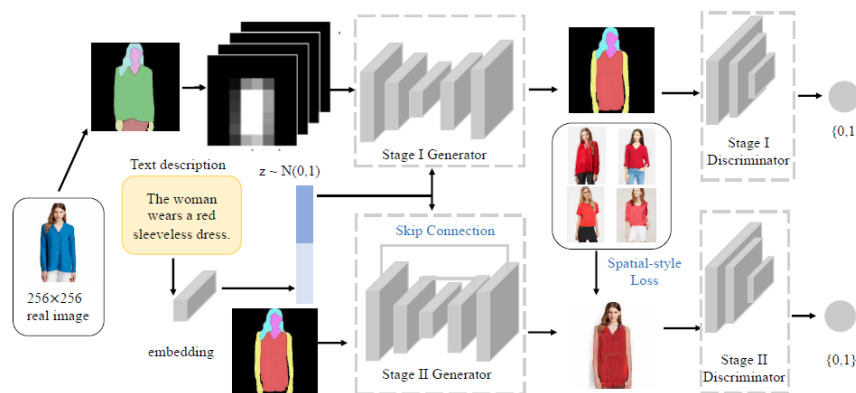 Text description
The woman
wears a red
sleeveless dress.
256×256
real image
embedding
z ~ N(0,1)
Stage I Generator
Skip Connection
Stage II Generator
Spatial-style
Loss
Stage I
Discriminator
{0,1
Stage II
Discriminator
{0,1}